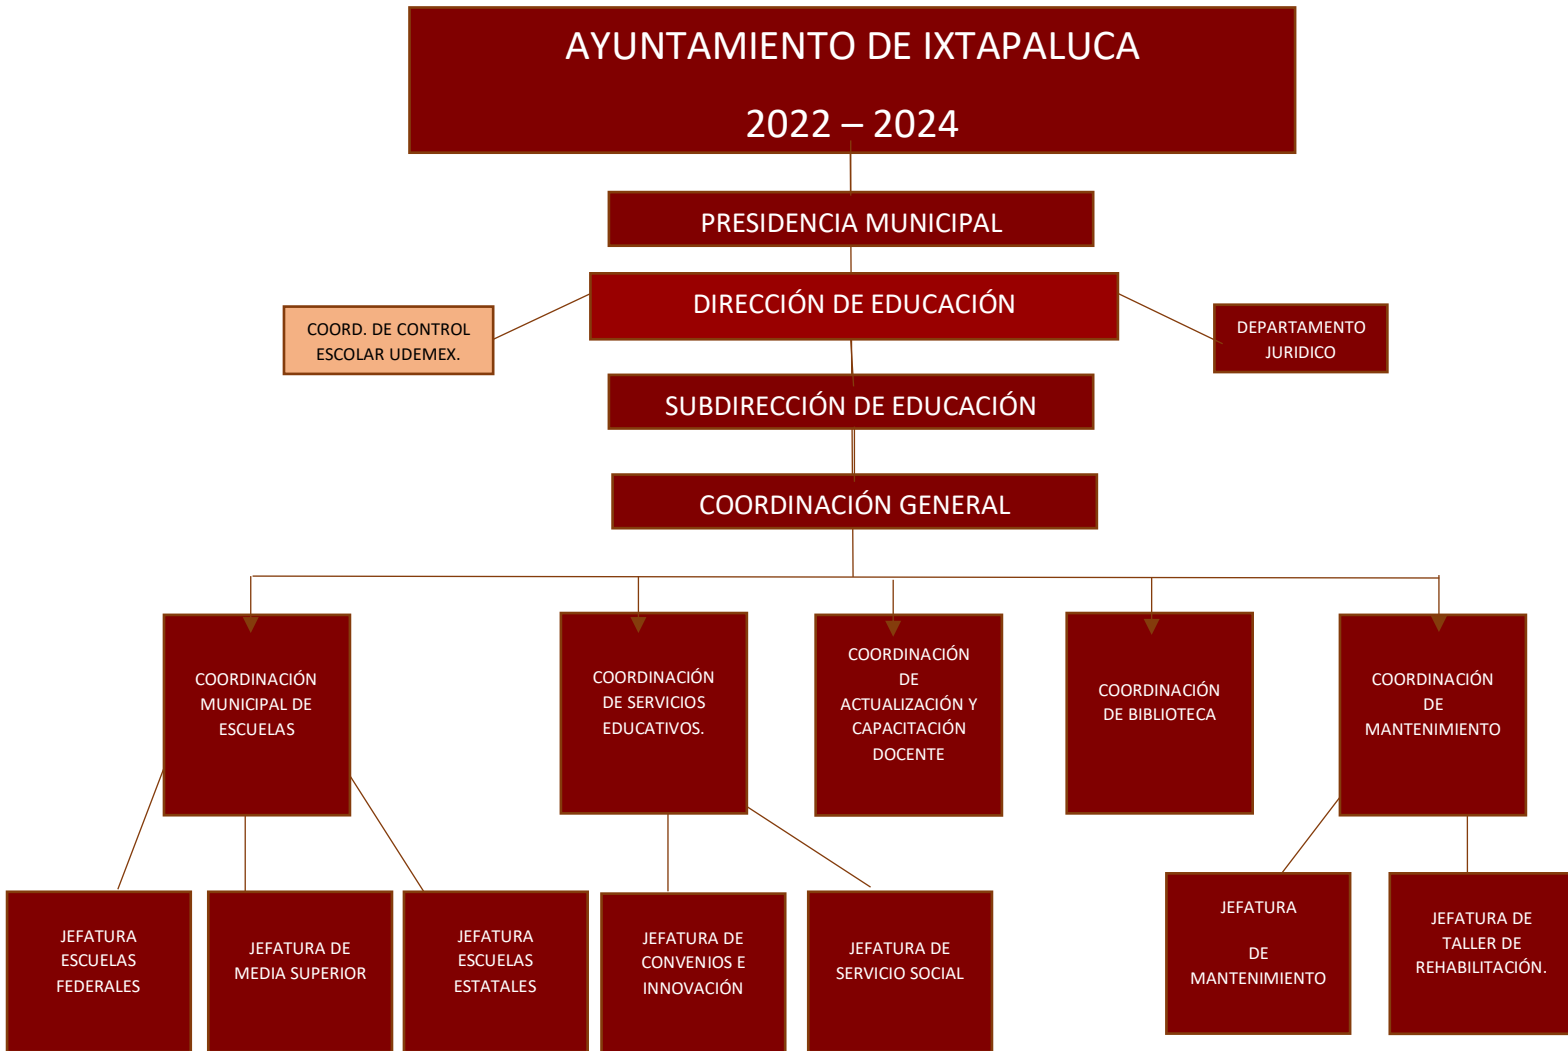 AYUNTAMIENTO DE IXTAPALUCA
2022 – 2024
PRESIDENCIA MUNICIPAL
DIRECCIÓN DE EDUCACIÓN
COORD. DE CONTROL
ESCOLAR UDEMEX.
DEPARTAMENTO
JURIDICO
SUBDIRECCIÓN DE EDUCACIÓN
COORDINACIÓN GENERAL
COORDINACIÓN
MUNICIPAL DE
ESCUELAS
COORDINACIÓN
DE SERVICIOS
EDUCATIVOS.
COORDINACIÓN
DE
ACTUALIZACIÓN Y
CAPACITACIÓN
DOCENTE
COORDINACIÓN
DE BIBLIOTECA
COORDINACIÓN
DE
MANTENIMIENTO
JEFATURA
ESCUELAS
FEDERALES
JEFATURA DE
MEDIA SUPERIOR
JEFATURA
ESCUELAS
ESTATALES
JEFATURA DE
CONVENIOS E
INNOVACIÓN
JEFATURA DE
SERVICIO SOCIAL
JEFATURA
DE
MANTENIMIENTO
JEFATURA DE
TALLER DE
REHABILITACIÓN.